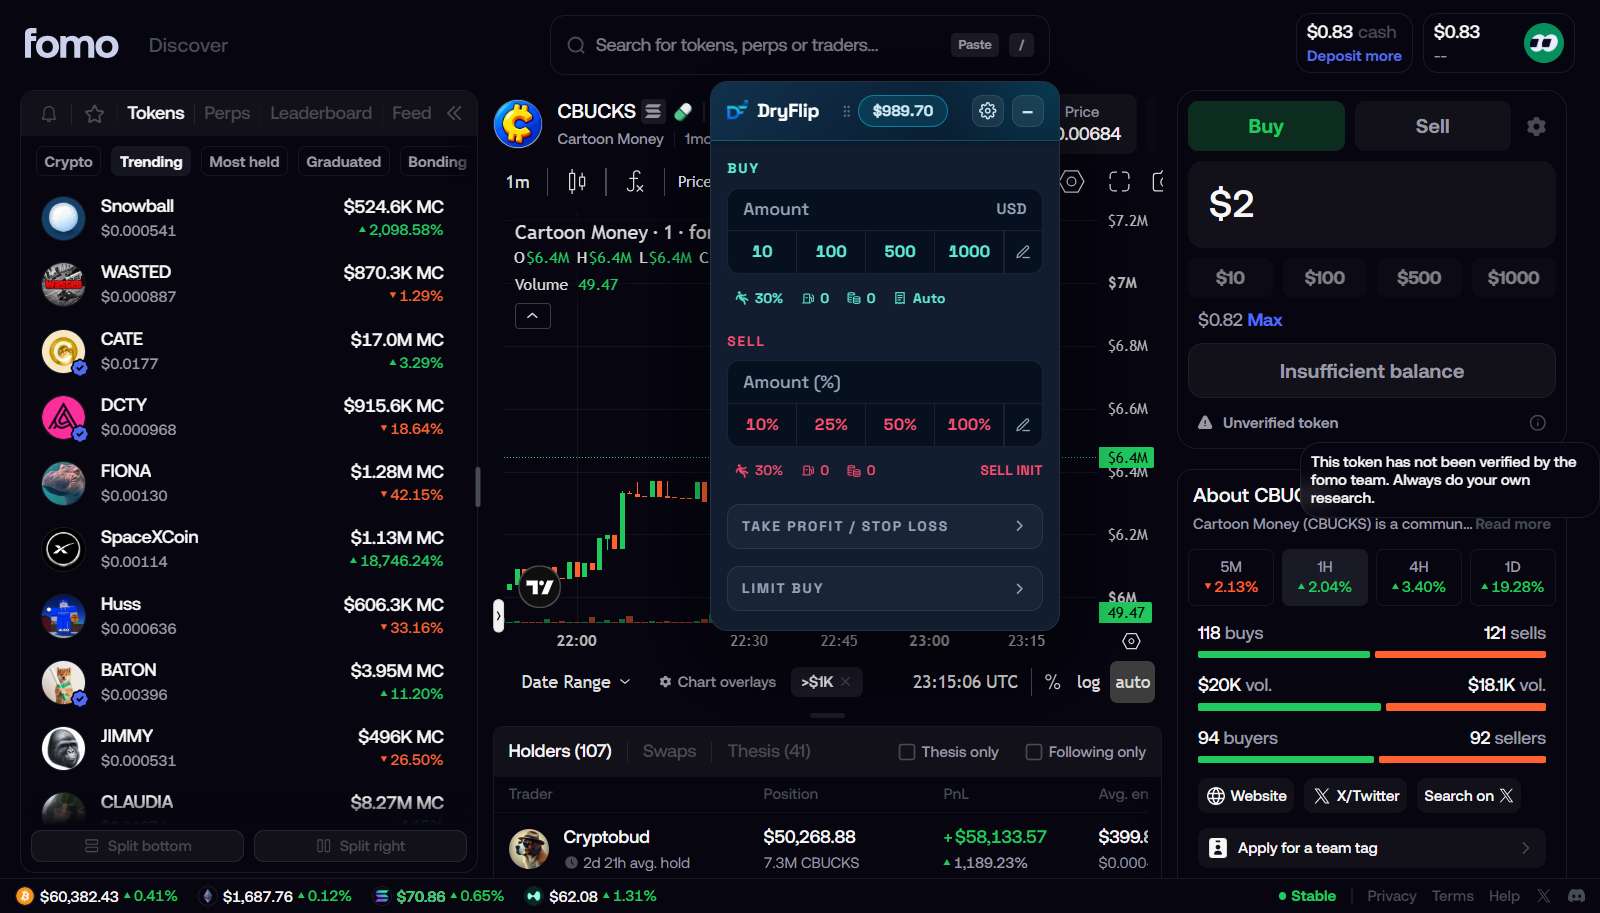 fomo
Discover
Search for tokens, perps or traders...
Paste
/
$0.83 cash
Deposit more
$0.83
--
Tokens
Perps
Leaderboard
Feed
Crypto
Trending
Most held
Graduated
Bonding
Snowball
$524.6K MC
$0.000541
2,098.58%
WASTED
$870.3K MC
$0.000887
1.29%
CATE
$17.0M MC
$0.0177
3.29%
DCTY
$915.6K MC
$0.000968
18.64%
FIONA
$1.28M MC
$0.00130
42.15%
SpaceXCoin
$1.13M MC
$0.00114
18,746.24%
Huss
$606.3K MC
$0.000636
33.16%
BATON
$3.95M MC
$0.00396
11.20%
JIMMY
$496K MC
$0.000531
26.50%
CLAUDIA
$8.27M MC
Split bottom
Split right
CBUCKS
Cartoon Money
1mo
Price
0.00684
1m
Price
Cartoon Money · 1 · for
O$6.4M H$6.4M L$6.4M C
Volume 49.47
$7.2M
$7M
$6.8M
$6.6M
$6.4M
$6.4M
$6.2M
$6M
49.47
22:00
22:30
22:45
23:00
23:15
Date Range
Chart overlays
>$1K
23:15:06 UTC
%
log
auto
DryFlip
$989.70
BUY
Amount
USD
10
100
500
1000
30%
0
0
Auto
SELL
Amount (%)
10%
25%
50%
100%
30%
0
0
SELL INIT
TAKE PROFIT / STOP LOSS
LIMIT BUY
Holders (107)
Swaps
Thesis (41)
Thesis only
Following only
Trader
Position
PnL
Avg. en
Cryptobud
$50,268.88
+$58,133.57
$399.8
2d 21h avg. hold
7.3M CBUCKS
1,189.23%
$0.000
Buy
Sell
$2
$10
$100
$500
$1000
$0.82 Max
Insufficient balance
Unverified token
This token has not been verified by the
fomo team. Always do your own
research.
About CBUC
Cartoon Money (CBUCKS) is a commun... Read more
5M
2.13%
1H
2.04%
4H
3.40%
1D
19.28%
118 buys
121 sells
$20K vol.
$18.1K vol.
94 buyers
92 sellers
Website
X/Twitter
Search on X
Apply for a team tag
$60,382.43 0.41%
$1,687.76 0.12%
$70.86 0.65%
$62.08 1.31%
Stable
Privacy
Terms
Help